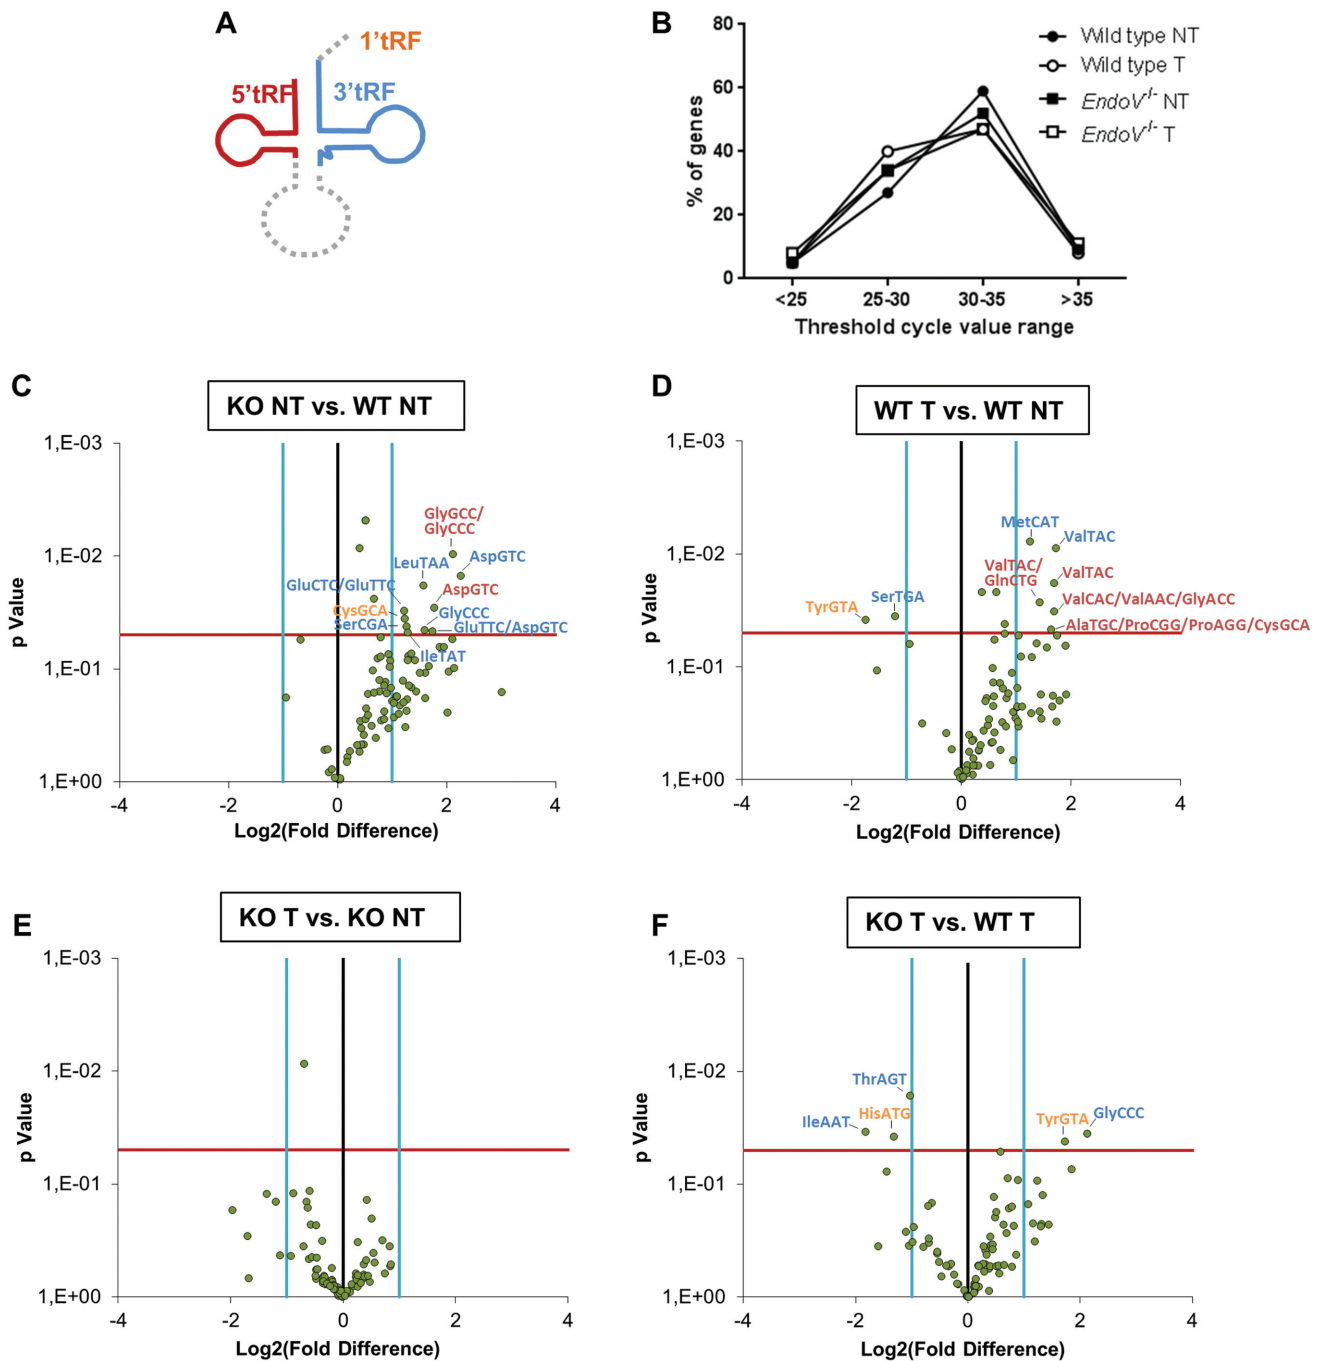 A
1'tRF
5'tRF
3'tRF
B
80
60
40
20
0
% of genes
<25
25-30
30-35
>35
Threshold cycle value range
Wild type NT
Wild type T
EndoV-/- NT
EndoV-/- T
C
KO NT vs. WT NT
1,E-03
1,E-02
1,E-01
1,E+00
p Value
-4
-2
0
2
4
Log2(Fold Difference)
GlyGCC/
GlyCCC
LeuTAA
AspGTC
GluCTC/GluTTC
AspGTC
CysGCA
GlyCCC
SerCGA
GluTTC/AspGTC
IleTAT
D
WT T vs. WT NT
1,E-03
1,E-02
1,E-01
1,E+00
p Value
-4
-2
0
2
4
Log2(Fold Difference)
MetCAT
ValTAC
ValTAC/
GlnCTG
ValTAC
TyrGTA
SerTGA
ValCAC/ValAAC/GlyACC
AlaTGC/ProCGG/ProAGG/CysGCA
E
KO T vs. KO NT
1,E-03
1,E-02
1,E-01
1,E+00
p Value
-4
-2
0
2
4
Log2(Fold Difference)
F
KO T vs. WT T
1,E-03
1,E-02
1,E-01
1,E+00
p Value
-4
-2
0
2
4
Log2(Fold Difference)
ThrAGT
IleAAT
HisATG
TyrGTA
GlyCCC